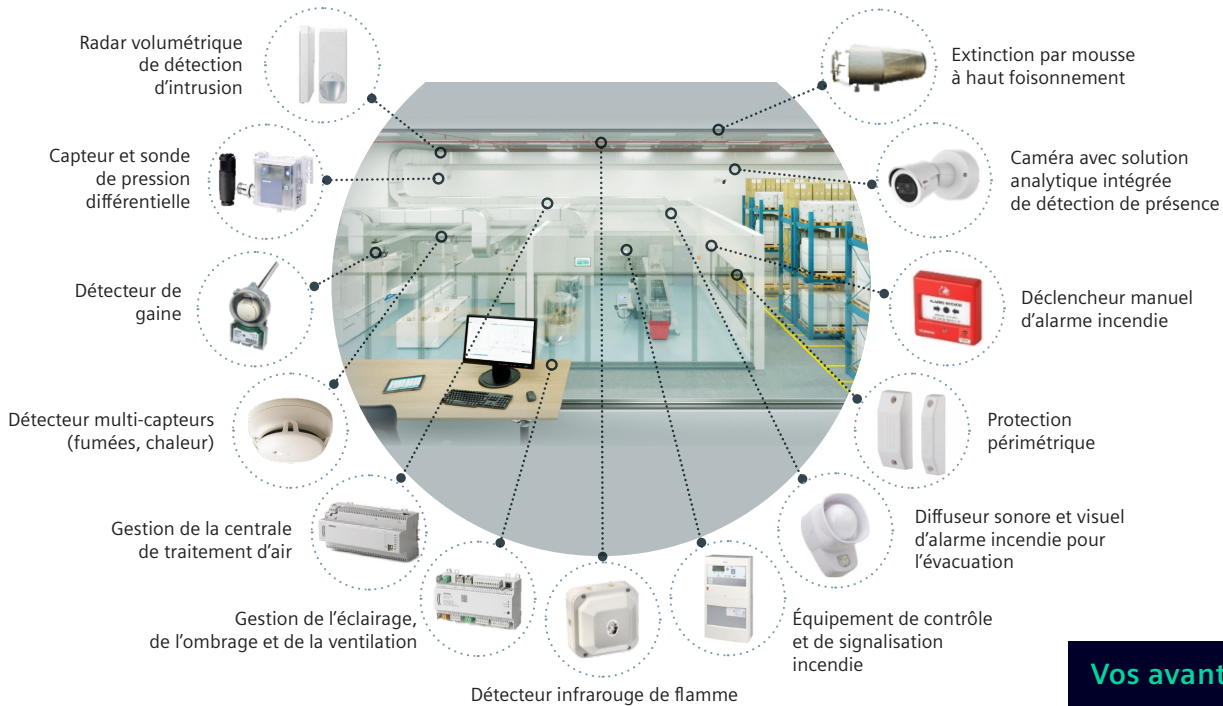 Radar volumétrique
de détection
d'intrusion
Capteur et sonde
de pression
différentielle
Détecteur de
gaine
Détecteur multi-capteurs
(fumées, chaleur)
Gestion de la centrale
de traitement d'air
Gestion de l'éclairage,
de l'ombrage et de la ventilation
Détecteur infrarouge de flamme
Équipement de contrôle
et de signalisation
incendie
Diffuseur sonore et visuel
d'alarme incendie pour
l'évacuation
Protection
périmétrique
Déclencheur manuel
d'alarme incendie
Caméra avec solution
analytique intégrée
de détection de présence
Extinction par mousse
à haut foisonnement
Vos avant